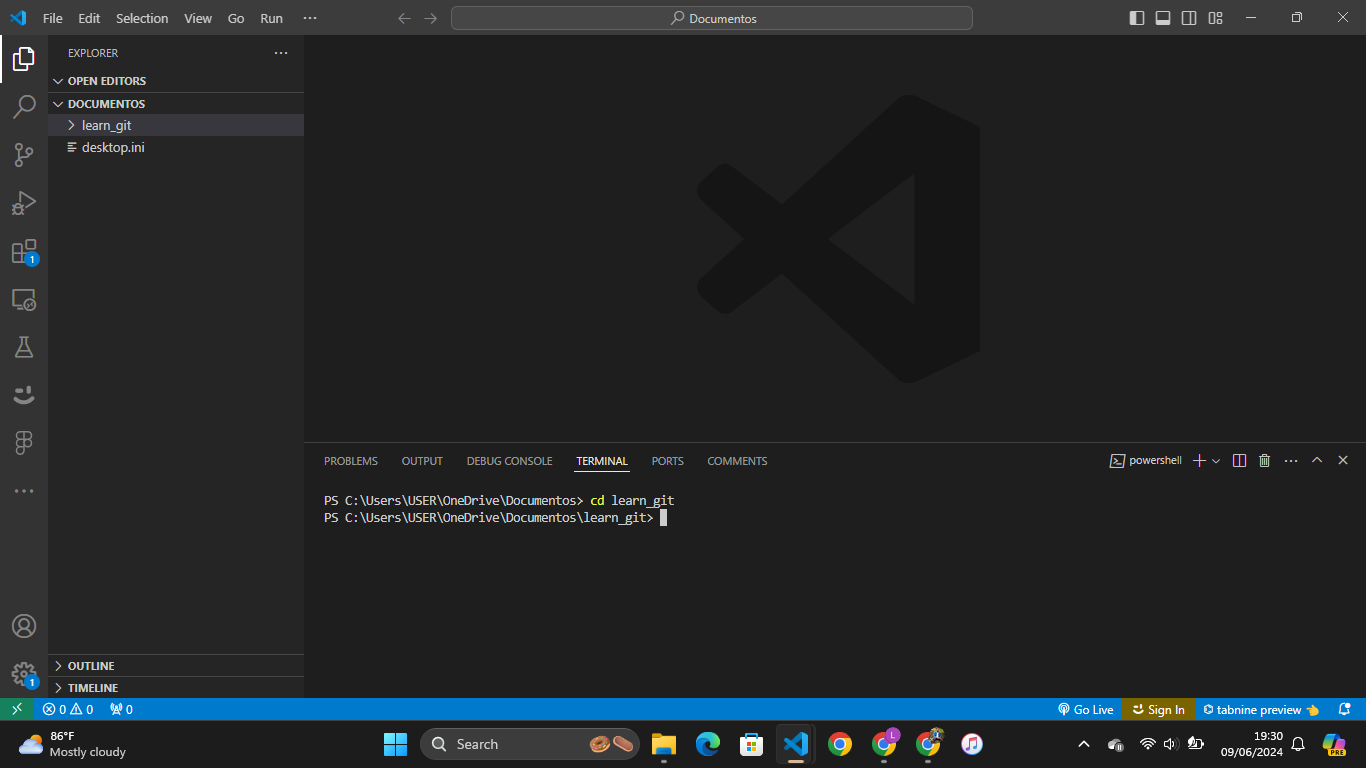 File Edit Selection View Go Run ···
Documentos
EXPLORER ···
OPEN EDITORS
DOCUMENTOS
learn_git
desktop.ini
1
PROBLEMS OUTPUT DEBUG CONSOLE TERMINAL PORTS COMMENTS
powershell
PS C:\Users\USER\OneDrive\Documentos> cd learn_git
PS C:\Users\USER\OneDrive\Documentos\learn_git>
OUTLINE
1
TIMELINE
0 0 0
Go Live Sign In tabnine preview
86°F
Mostly cloudy
Search
L
19:30
09/06/2024
PRE